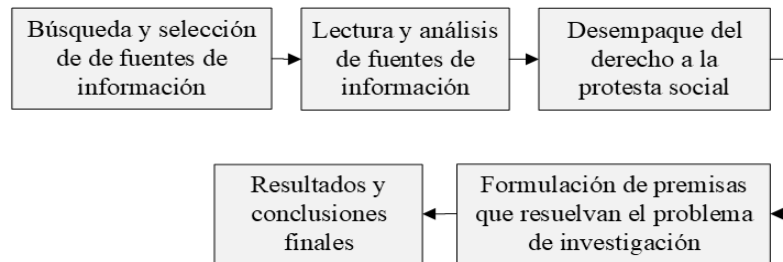 Búsqueda y selección
de de fuentes de
información
Lectura y análisis
de fuentes de
información
Desempaque del
derecho a la
protesta social
Formulación de premisas
que resuelvan el problema
de investigación
Resultados y
conclusiones
finales